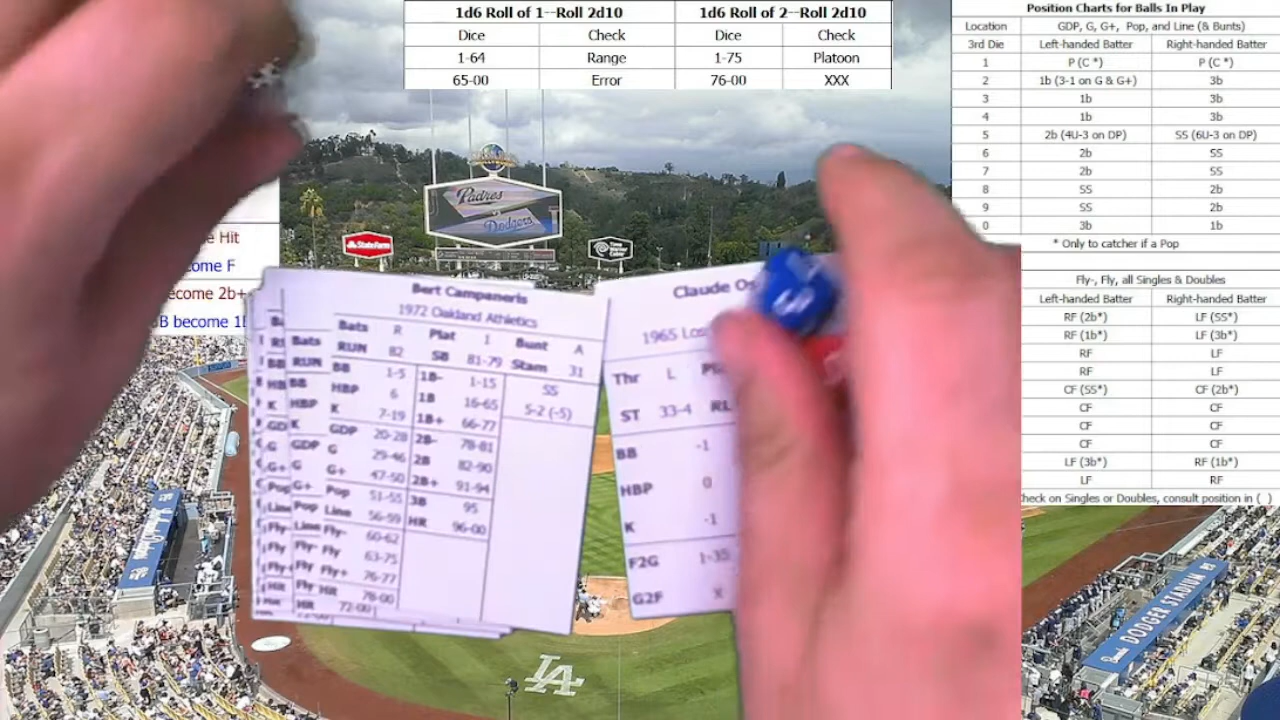 1d6 Roll of 1--Roll 2d10
1d6 Roll of 2--Roll 2d10
Dice Check Dice Check
1-64 Range 1-75 Platoon
65-00 Error 76-00 XXX
Position Charts for Balls In Play
Location GDP, G, G+, Pop, and Line (& Bunts)
3rd Die Left-handed Batter Right-handed Batter
1 P (C *) P (C *)
2 1b (3-1 on G & G+) 3b
3 1b 3b
4 1b 3b
5 2b (4U-3 on DP) SS (6U-3 on DP)
6 2b SS
7 2b SS
8 SS 2b
9 SS 2b
0 3b 1b
* Only to catcher if a Pop
Fly-, Fly, all Singles & Doubles
Left-handed Batter Right-handed Batter
RF (2b*) LF (SS*)
RF (1b*) LF (3b*)
RF LF
RF LF
CF (SS*) CF (2b*)
CF CF
CF CF
CF CF
LF (3b*) RF (1b*)
LF RF
check on Singles or Doubles, consult position in ( )
e Hit
ome F
ecome 2b+
B become 1
Padres
Dodgers
State Farm
Time Warner Cable
Bert Campaneris
1972 Oakland Athletics
Bats R Plat 1 Bunt A
RUN 82 SB 81-79 Stam 31
BB 1-5 1B- 1-15 SS
HBP 6 1B 16-65 5-2 (-5)
K 7-19 1B+ 66-77
GDP 20-28 2B- 78-81
G 29-46 2B 82-90
G+ 47-50 2B+ 91-94
Pop 51-55 3B 95
Line 56-59 HR 96-00
Fly- 60-62
Fly 63-75
Fly+ 76-77
HR 78-00
HR 72-00
Claude Os
1965 Los
Thr L Pl
ST 33-4 RL
BB -1
HBP 0
K -1
F2G 1-35
G2F X
LA
DODGER STADIUM